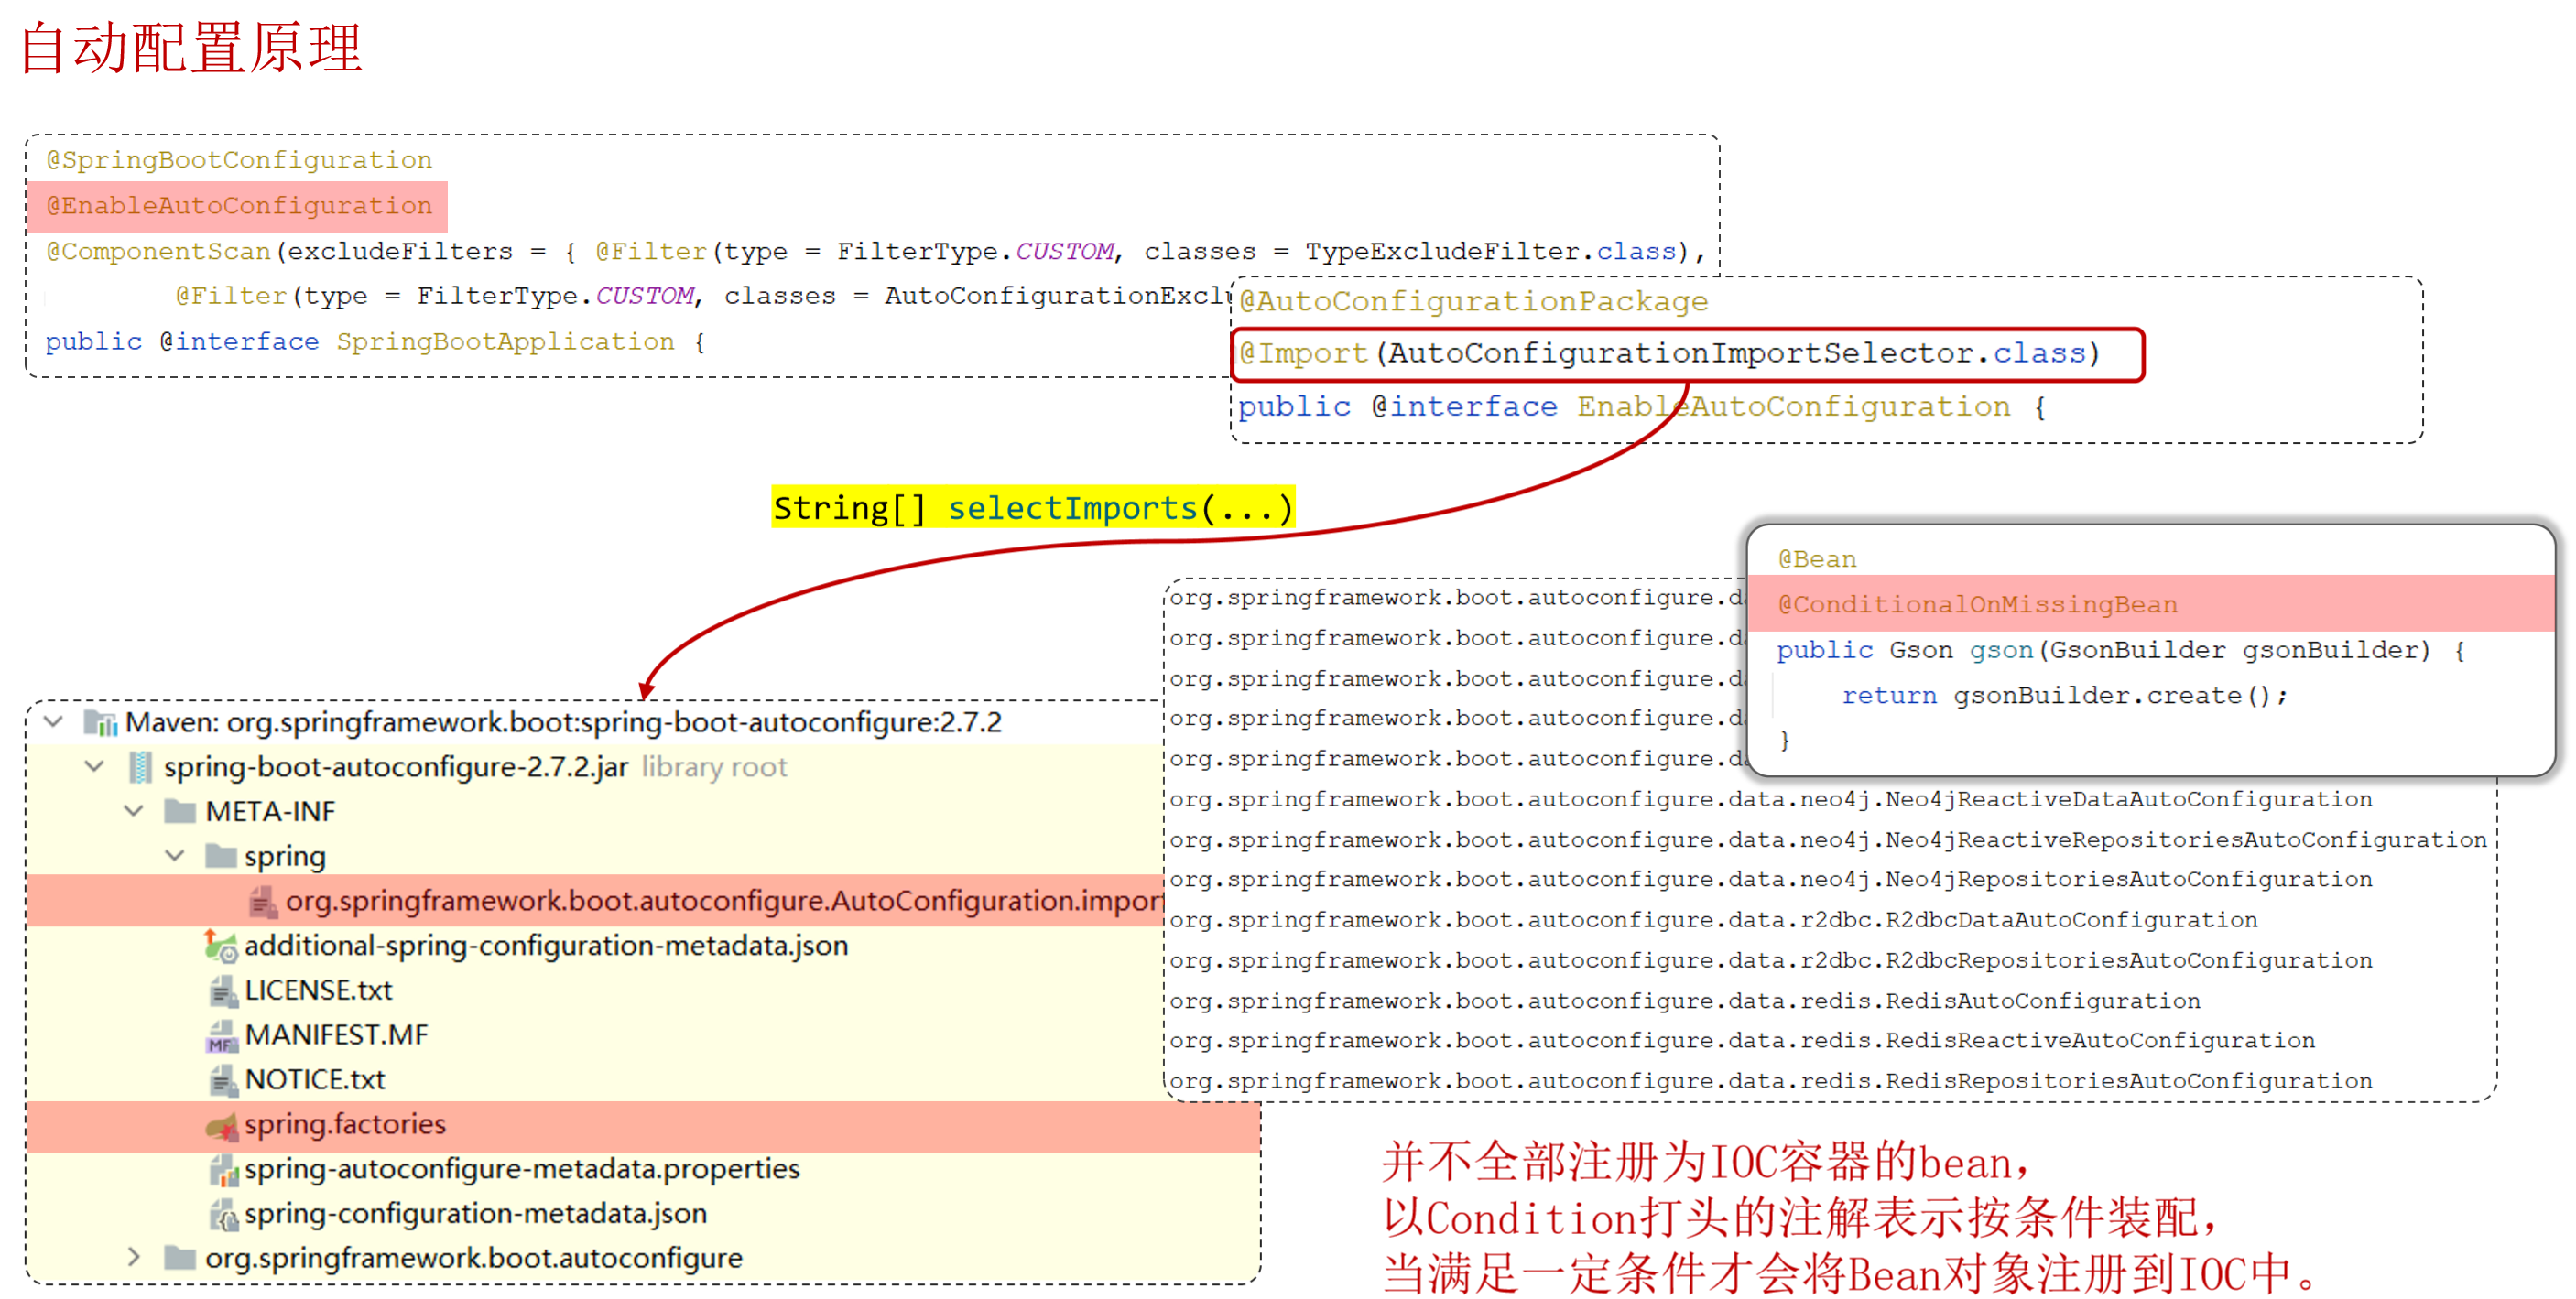 自动配置原理
@SpringBootConfiguration
@EnableAutoConfiguration
@ComponentScan(excludeFilters = { @Filter(type = FilterType.CUSTOM, classes = TypeExcludeFilter.class),
@Filter(type = FilterType.CUSTOM, classes = AutoConfigurationExcl
public @interface SpringBootApplication {
@AutoConfigurationPackage
@Import(AutoConfigurationImportSelector.class)
public @interface EnableAutoConfiguration {
String[] selectImports(...)
@Bean
@ConditionalOnMissingBean
public Gson gson(GsonBuilder gsonBuilder) {
return gsonBuilder.create();
}
org.springframework.boot.autoconfigure.d
org.springframework.boot.autoconfigure.d
org.springframework.boot.autoconfigure.d
org.springframework.boot.autoconfigure.d
org.springframework.boot.autoconfigure.d
org.springframework.boot.autoconfigure.data.neo4j.Neo4jReactiveDataAutoConfiguration
org.springframework.boot.autoconfigure.data.neo4j.Neo4jReactiveRepositoriesAutoConfiguration
org.springframework.boot.autoconfigure.data.neo4j.Neo4jRepositoriesAutoConfiguration
org.springframework.boot.autoconfigure.data.r2dbc.R2dbcDataAutoConfiguration
org.springframework.boot.autoconfigure.data.r2dbc.R2dbcRepositoriesAutoConfiguration
org.springframework.boot.autoconfigure.data.redis.RedisAutoConfiguration
org.springframework.boot.autoconfigure.data.redis.RedisReactiveAutoConfiguration
org.springframework.boot.autoconfigure.data.redis.RedisRepositoriesAutoConfiguration
Maven: org.springframework.boot:spring-boot-autoconfigure:2.7.2
spring-boot-autoconfigure-2.7.2.jar library root
META-INF
spring
org.springframework.boot.autoconfigure.AutoConfiguration.impor
additional-spring-configuration-metadata.json
LICENSE.txt
MANIFEST.MF
NOTICE.txt
spring.factories
spring-autoconfigure-metadata.properties
spring-configuration-metadata.json
org.springframework.boot.autoconfigure
并不全部注册为IOC容器的bean，
以Condition打头的注解表示按条件装配，
当满足一定条件才会将Bean对象注册到IOC中。